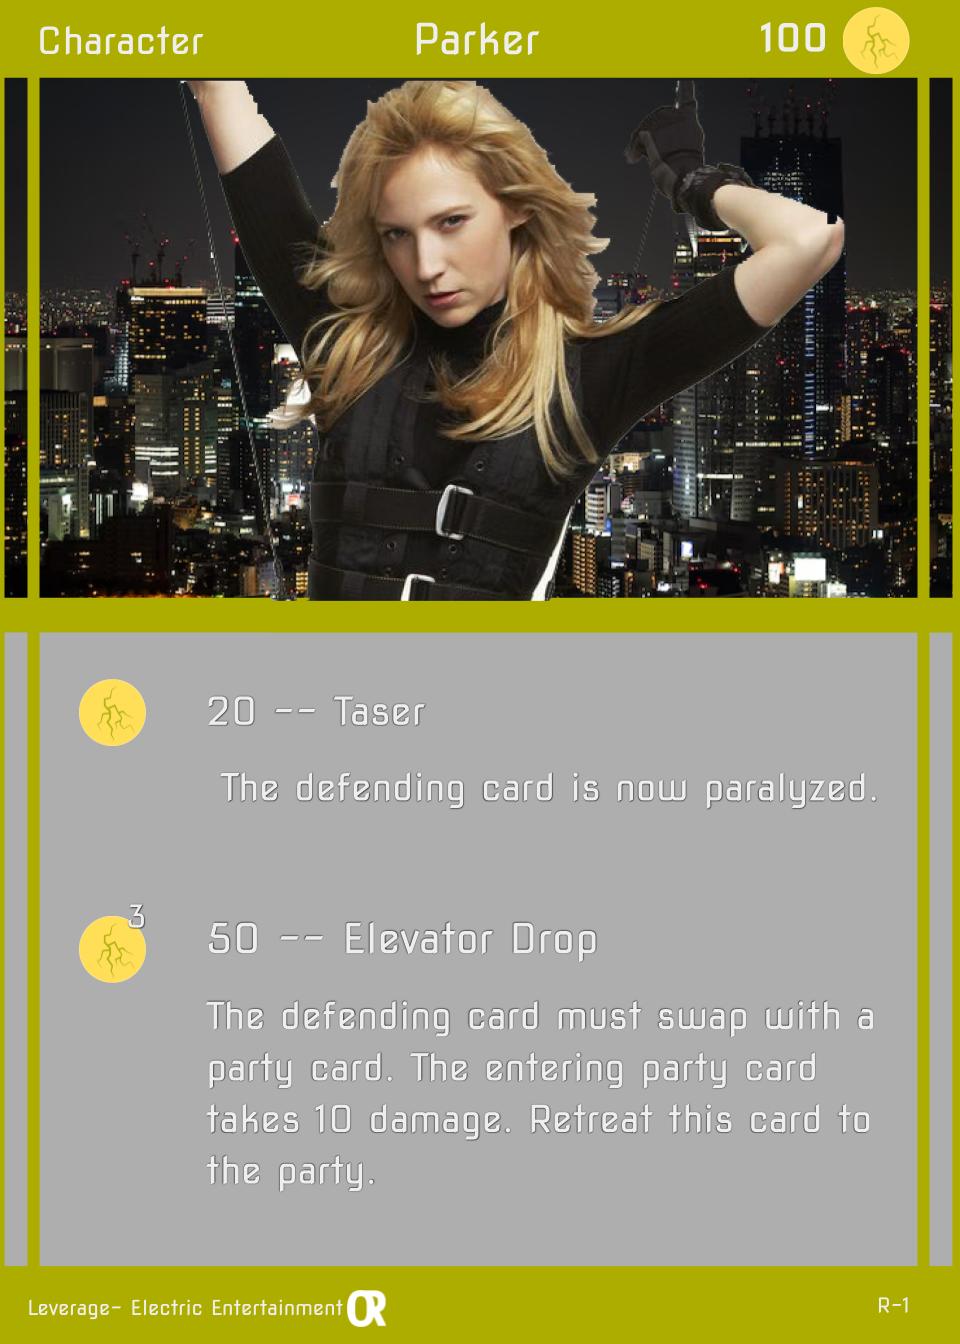 Character Parker 100
20 -- Taser
The defending card is now paralyzed.
3
50 -- Elevator Drop
The defending card must swap with a
party card. The entering party card
takes 10 damage. Retreat this card to
the party.
Leverage- Electric Entertainment OR R-1